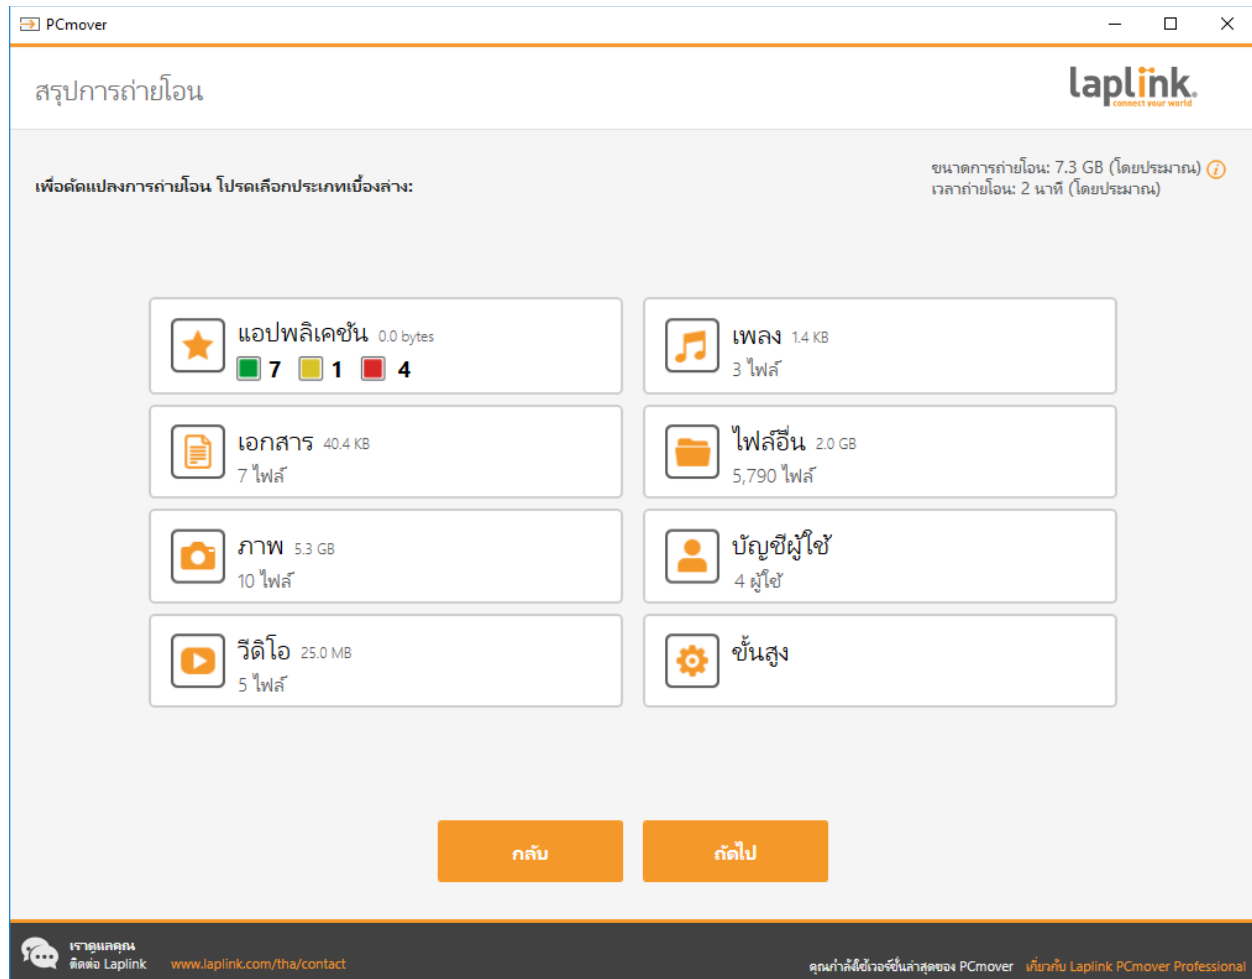 PCmover
สรุปการถ่ายโอน
laplink.
connect your world
เพื่อดัดแปลงการถ่ายโอน โปรดเลือกประเภทเบื้องล่าง:
ขนาดการถ่ายโอน: 7.3 GB (โดยประมาณ)
เวลาถ่ายโอน: 2 นาที (โดยประมาณ)
แอปพลิเคชัน 0.0 bytes
7 1 4
เพลง 1.4 KB
3 ไฟล์
เอกสาร 40.4 KB
7 ไฟล์
ไฟล์อื่น 2.0 GB
5,790 ไฟล์
ภาพ 5.3 GB
10 ไฟล์
บัญชีผู้ใช้
4 ผู้ใช้
วีดิโอ 25.0 MB
5 ไฟล์
ขั้นสูง
กลับ
ถัดไป
เราดูแลคุณ
ติดต่อ Laplink www.laplink.com/tha/contact
คุณกำลังใช้เวอร์ชั่นล่าสุดของ PCmover เกี่ยวกับ Laplink PCmover Professional